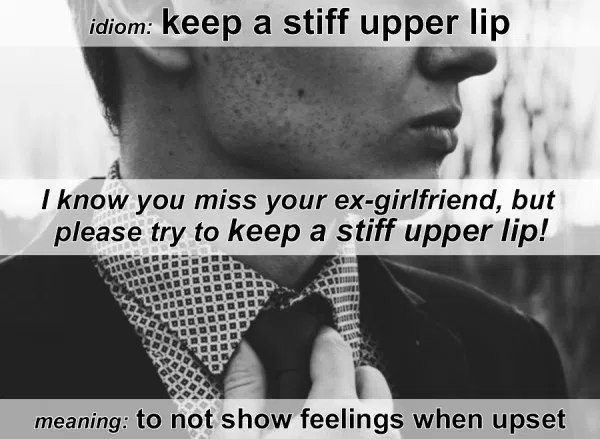 idiom: keep a stiff upper lip
I know you miss your ex-girlfriend, but
please try to keep a stiff upper lip!
meaning: to not show feelings when upset